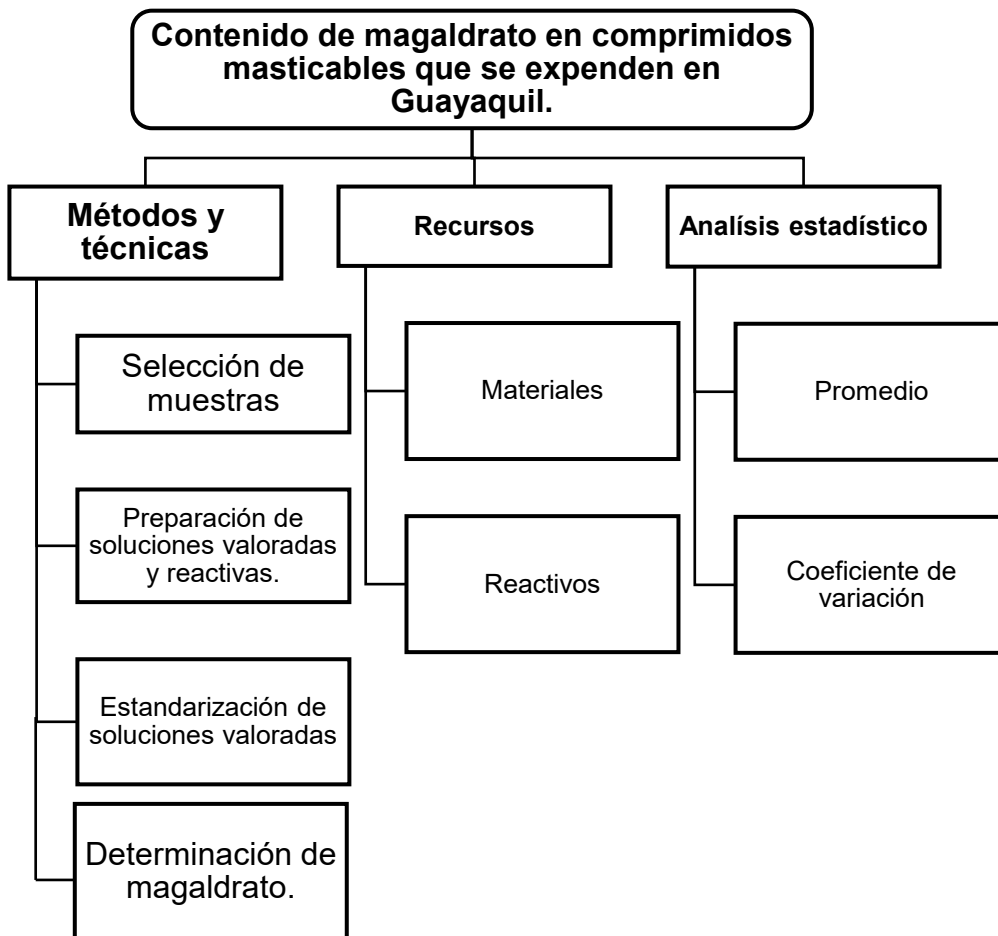 Contenido de magaldrato en comprimidos
masticables que se expenden en
Guayaquil.
Métodos y
técnicas
Selección de
muestras
Preparación de
soluciones valoradas
y reactivas.
Estandarización de
soluciones valoradas
Determinación de
magaldrato.
Recursos
Materiales
Reactivos
Analísis estadístico
Promedio
Coeficiente de
variación